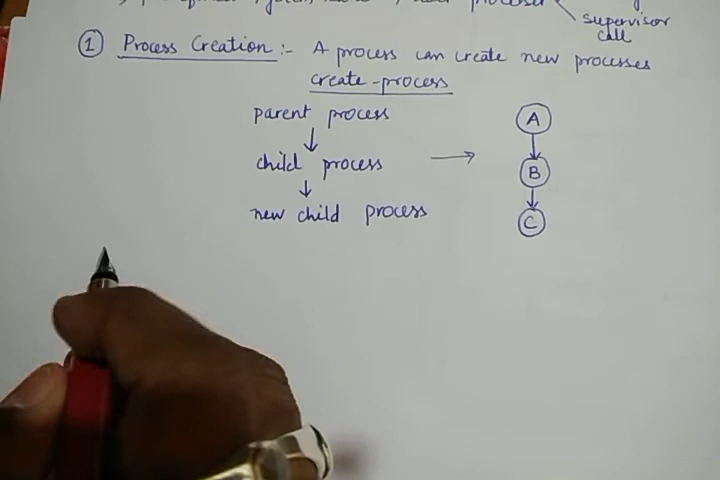 supervisor
call
① Process Creation :- A process can create new processes
create-process
parent process
↓
child process → A
↓
new child process
B
C